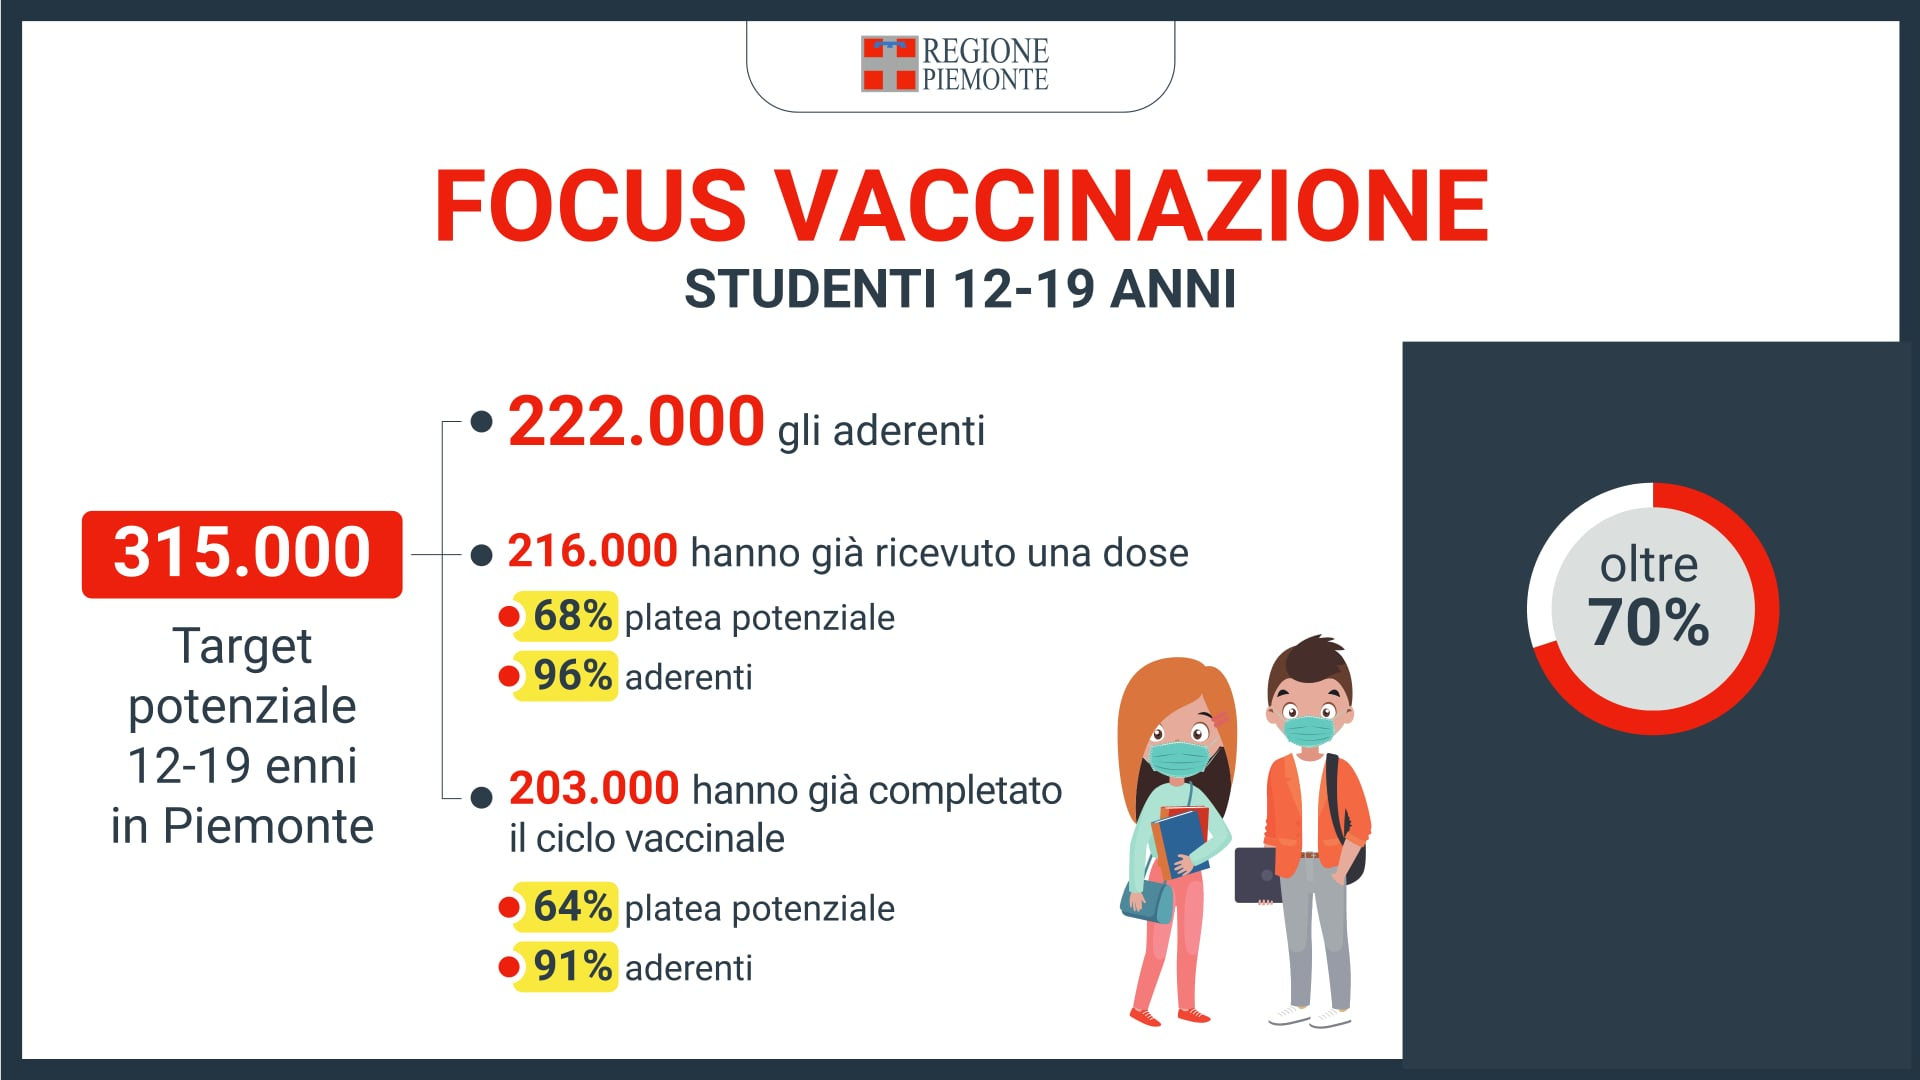 REGIONE
PIEMONTE
FOCUS VACCINAZIONE
STUDENTI 12-19 ANNI
315.000
Target
potenziale
12-19 enni
in Piemonte
222.000 gli aderenti
216.000 hanno già ricevuto una dose
68% platea potenziale
96% aderenti
203.000 hanno già completato
il ciclo vaccinale
64% platea potenziale
91% aderenti
oltre
70%